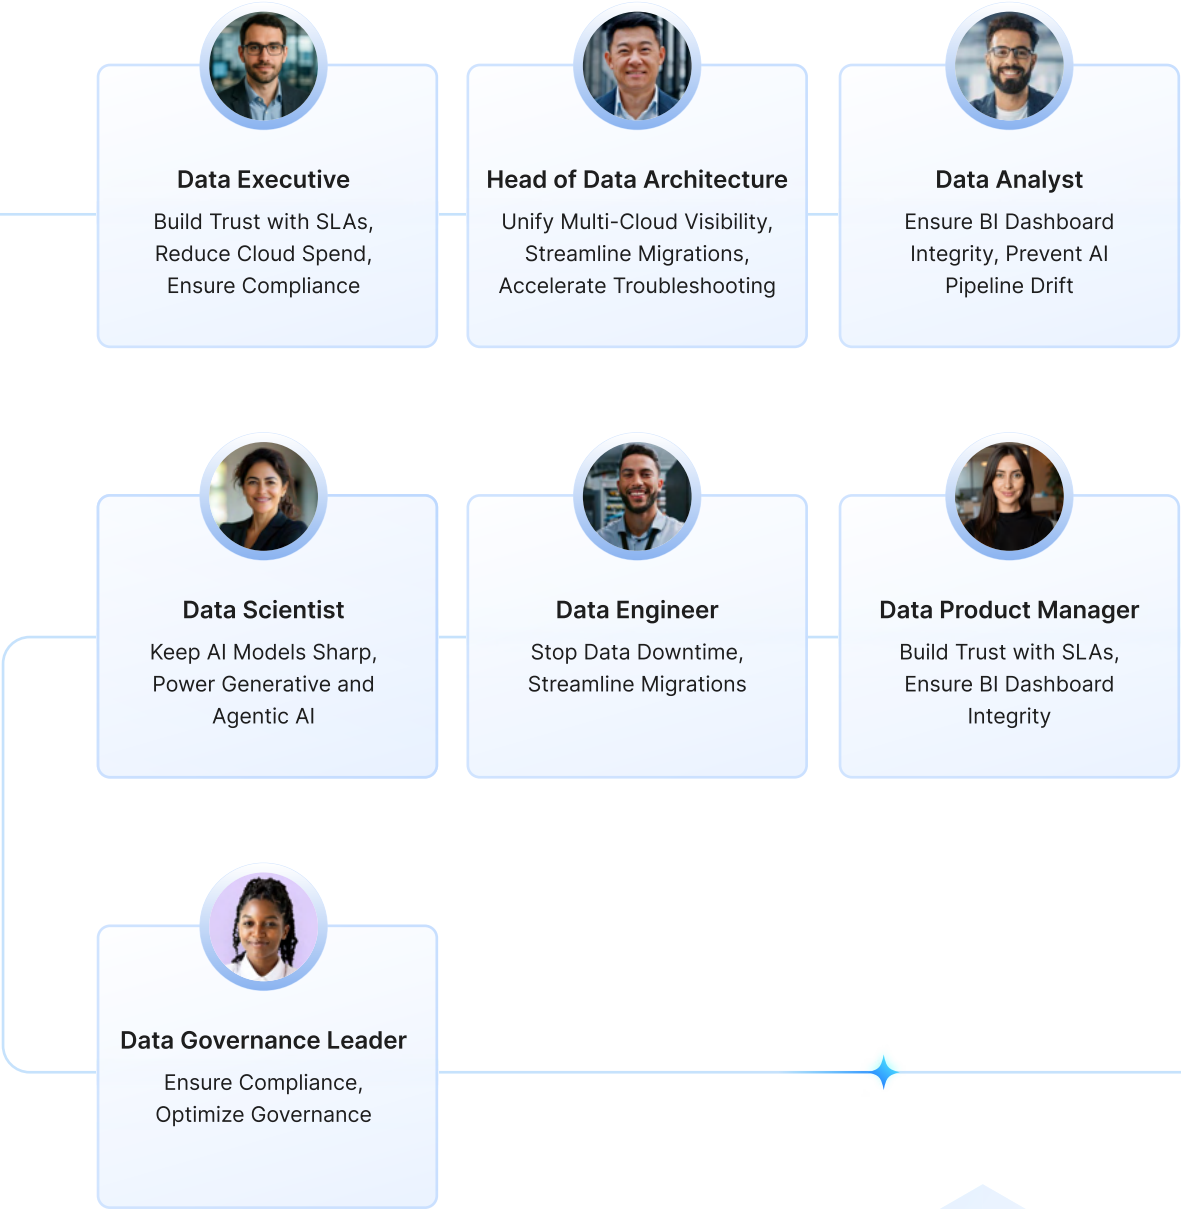 Data Executive
Build Trust with SLAs,
Reduce Cloud Spend,
Ensure Compliance
Head of Data Architecture
Unify Multi-Cloud Visibility,
Streamline Migrations,
Accelerate Troubleshooting
Data Analyst
Ensure BI Dashboard
Integrity, Prevent AI
Pipeline Drift
Data Scientist
Keep AI Models Sharp,
Power Generative and
Agentic AI
Data Engineer
Stop Data Downtime,
Streamline Migrations
Data Product Manager
Build Trust with SLAs,
Ensure BI Dashboard
Integrity
Data Governance Leader
Ensure Compliance,
Optimize Governance